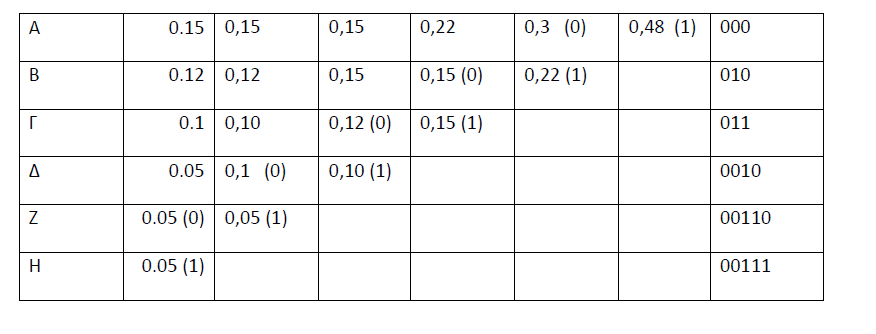 Α 0.15 0,15 0,15 0,22 0,3 (0) 0,48 (1) 000
Β 0.12 0,12 0,15 0,15 (0) 0,22 (1) 010
Γ 0.1 0,10 0,12 (0) 0,15 (1) 011
Δ 0.05 0,1 (0) 0,10 (1) 0010
Ζ 0.05 (0) 0,05 (1) 00110
Η 0.05 (1) 00111